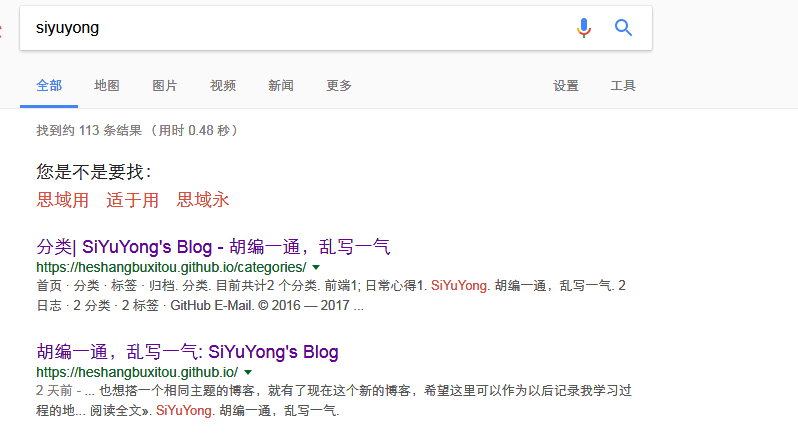 siyuyong
全部 地图 图片 视频 新闻 更多 设置 工具
找到约 113 条结果 （用时 0.48 秒）
您是不是要找：
思域用 适于用 思域永
分类| SiYuYong's Blog - 胡编一通，乱写一气
https://heshangbuxitou.github.io/categories/
首页 · 分类 · 标签 · 归档. 分类. 目前共计2 个分类. 前端1; 日常心得1. SiYuYong. 胡编一通，乱写一气. 2
日志 · 2 分类 · 2 标签 · GitHub E-Mail. © 2016 — 2017 ...
胡编一通，乱写一气: SiYuYong's Blog
https://heshangbuxitou.github.io/
2 天前 - ... 也想搭一个相同主题的博客，就有了现在这个新的博客，希望这里可以作为以后记录我学习过
程的地... 阅读全文». SiYuYong. 胡编一通，乱写一气.